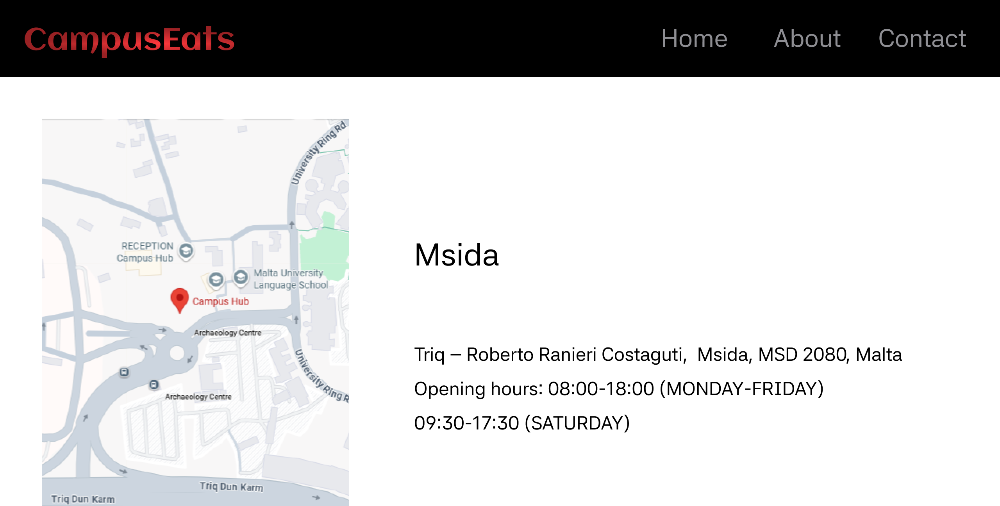 CampusEats
Home
About
Contact
University Ring Rd
RECEPTION
Campus Hub
Malta University
Language School
Campus Hub
Archaeology Centre
University Ring R
Archaeology Centre
Triq Dun Karm
Triq Dun Karm
Msida
Triq – Roberto Ranieri Costaguti,  Msida, MSD 2080, Malta
Opening hours: 08:00-18:00 (MONDAY-FRIDAY)
09:30-17:30 (SATURDAY)